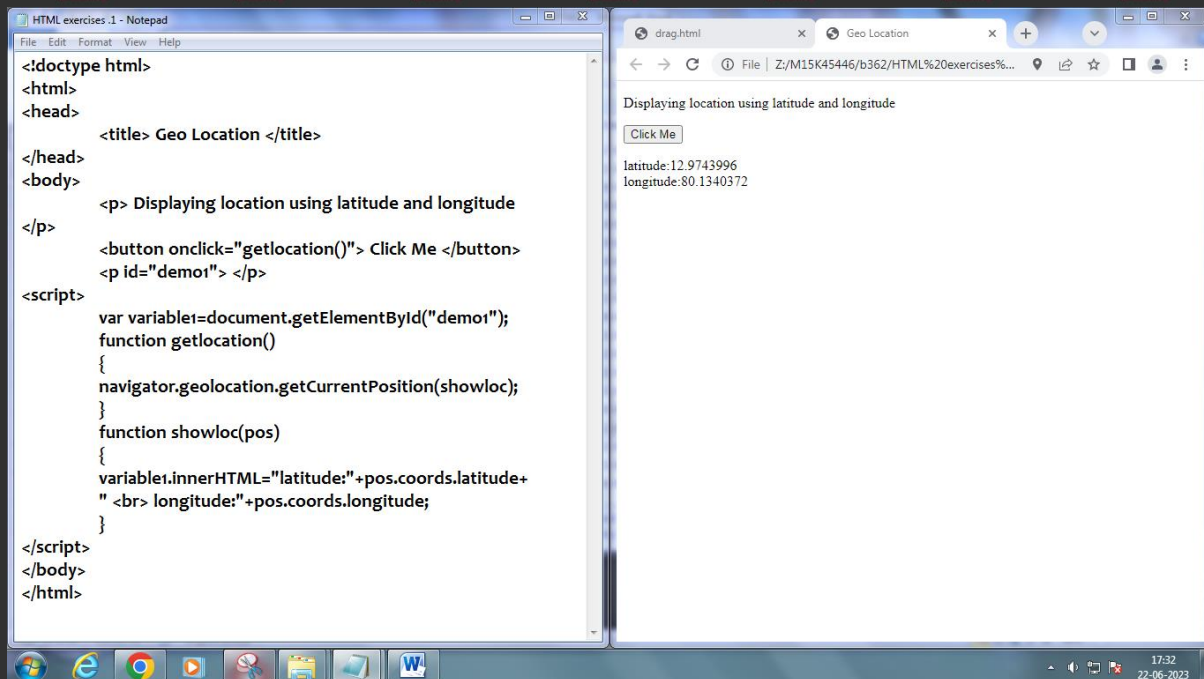 HTML exercises .1 - Notepad
File Edit Format View Help
<!doctype html>
<html>
<head>
<title> Geo Location </title>
</head>
<body>
<p> Displaying location using latitude and longitude
</p>
<button onclick="getlocation()"> Click Me </button>
<p id="demo1"> </p>
<script>
var variable1=document.getElementById("demo1");
function getlocation()
{
navigator.geolocation.getCurrentPosition(showloc);
}
function showloc(pos)
{
variable1.innerHTML="latitude:"+pos.coords.latitude+
" <br> longitude:"+pos.coords.longitude;
}
</script>
</body>
</html>
drag.html
Geo Location
File Z:/M15K45446/b362/HTML%20exercises%...
Displaying location using latitude and longitude
Click Me
latitude:12.9743996
longitude:80.1340372
17:32
22-06-2023